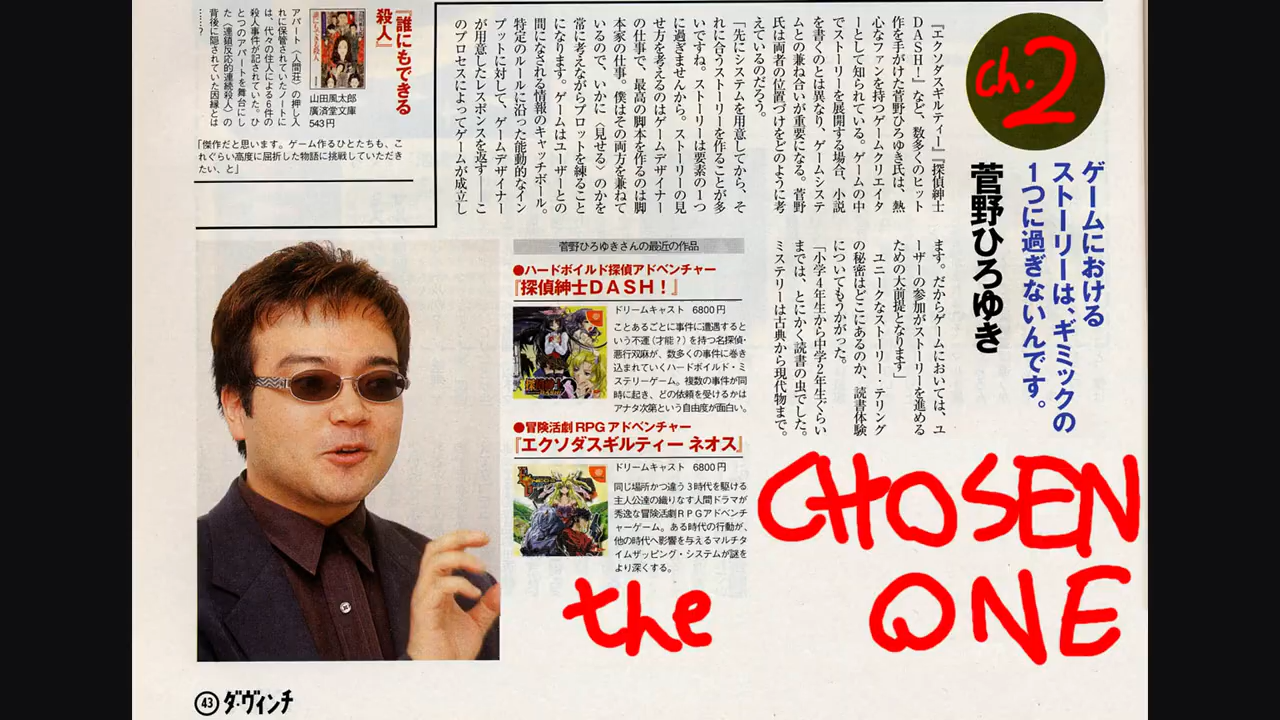 ch.2
ゲームにおける
ストーリーは、ギミックの
1つに過ぎないんです。
菅野ひろゆき
『エクソダスギルティー』『探偵紳士
DASH！』など、数多くのヒット
作を手がけた菅野ひろゆき氏は、熱
心なファンを持つゲームクリエイタ
ーとして知られている。ゲームの中
でストーリーを展開する場合、小説
を書くのとは異なり、ゲームシステ
ムとの兼ね合いが重要になる。菅野
氏は両者の位置づけをどのように考
えているのだろう。
「先にシステムを用意してから、そ
れに合うストーリーを作ることが多
いですね。ストーリーは要素の１つ
に過ぎませんから。ストーリーの見
せ方を考えるのはゲームデザイナー
の仕事で、最高の脚本を作るのは脚
本家の仕事。僕はその両方を兼ねて
いるので、いかに〈見せる〉のかを
常に考えながらプロットを練ること
になります。ゲームはユーザーとの
間になされる情報のキャッチボール。
特定のルールに沿った能動的なイン
プットに対して、ゲームデザイナー
が用意したレスポンスを返す――こ
のプロセスによってゲームが成立し
ます。だからゲームにおいては、ユ
ーザーの参加がストーリーを進める
ための大前提となります」
ユニークなストーリー・テリング
の秘密はどこにあるのか、読書体験
についてもうかがった。
「小学４年生から中学２年生ぐらい
までは、とにかく読書の虫でした。
ミステリーは古典から現代物まで。
『誰にもできる
殺人』
山田風太郎
廣済堂文庫
543円
アパート〈人間荘〉の押し入
れに保管されていたノートに
は、代々の住人による6件の
殺人事件が記されていた。ひ
とつのアパートを舞台にし
た〈連鎖反応的連続殺人〉の
背後に隠されていた因縁とは
……？
「傑作だと思います。ゲーム作るひとたちも、こ
れぐらい高度に屈折した物語に挑戦していただき
たい、と」
菅野ひろゆきさんの最近の作品
●ハードボイルド探偵アドベンチャー
『探偵紳士DASH！』
ドリームキャスト 6800円
ことあるごとに事件に遭遇すると
いう不運（才能？）を持つ名探偵・
悪行双麻が、数多くの事件に巻き
込まれていくハードボイルド・ミ
ステリーゲーム。複数の事件が同
時に起き、どの依頼を受けるかは
アナタ次第という自由度が面白い。
●冒険活劇RPGアドベンチャー
『エクソダスギルティー ネオス』
ドリームキャスト 6800円
同じ場所かつ違う3時代を駆ける
主人公達の織りなす人間ドラマが
秀逸な冒険活劇RPGアドベンチ
ャーゲーム。ある時代の行動が、
他の時代へ影響を与えるマルチタ
イムザッピング・システムが謎を
より深くする。
the CHOSEN
ONE
43 ダ・ヴィンチ